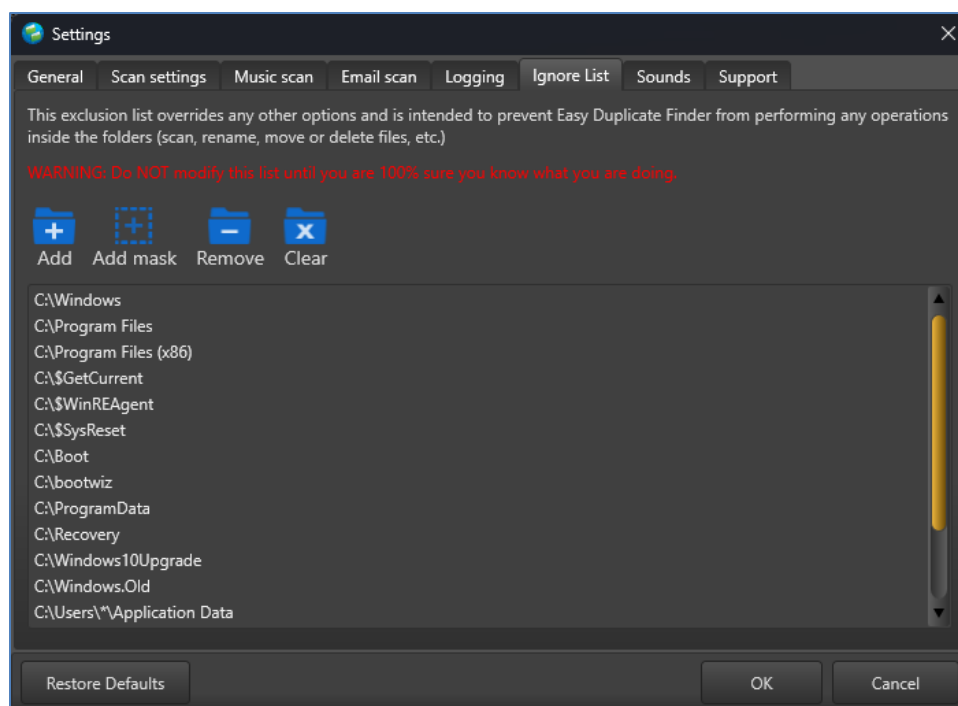 Settings
General Scan settings Music scan Email scan Logging Ignore List Sounds Support
This exclusion list overrides any other options and is intended to prevent Easy Duplicate Finder from performing any operations
inside the folders (scan, rename, move or delete files, etc.)
WARNING: Do NOT modify this list until you are 100% sure you know what you are doing.
Add Add mask Remove Clear
C:\Windows
C:\Program Files
C:\Program Files (x86)
C:\$GetCurrent
C:\$WinREAgent
C:\$SysReset
C:\Boot
C:\bootwiz
C:\ProgramData
C:\Recovery
C:\Windows10Upgrade
C:\Windows.Old
C:\Users\*\Application Data
Restore Defaults OK Cancel